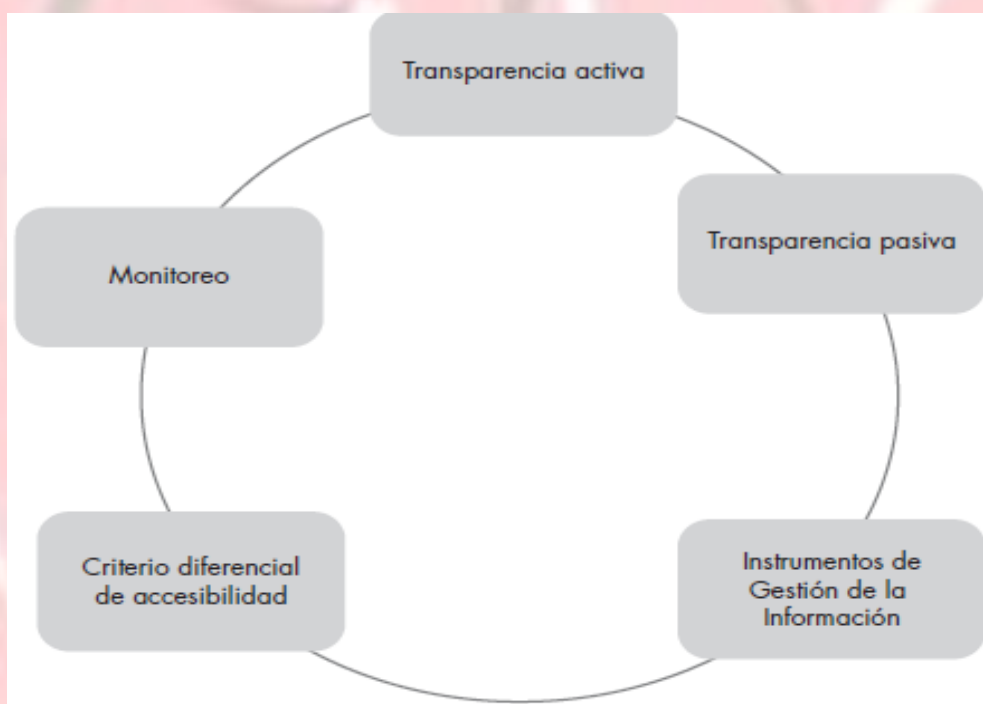 Transparencia activa
Transparencia pasiva
Monitoreo
Criterio diferencial
de accesibilidad
Instrumentos de
Gestión de la
Información